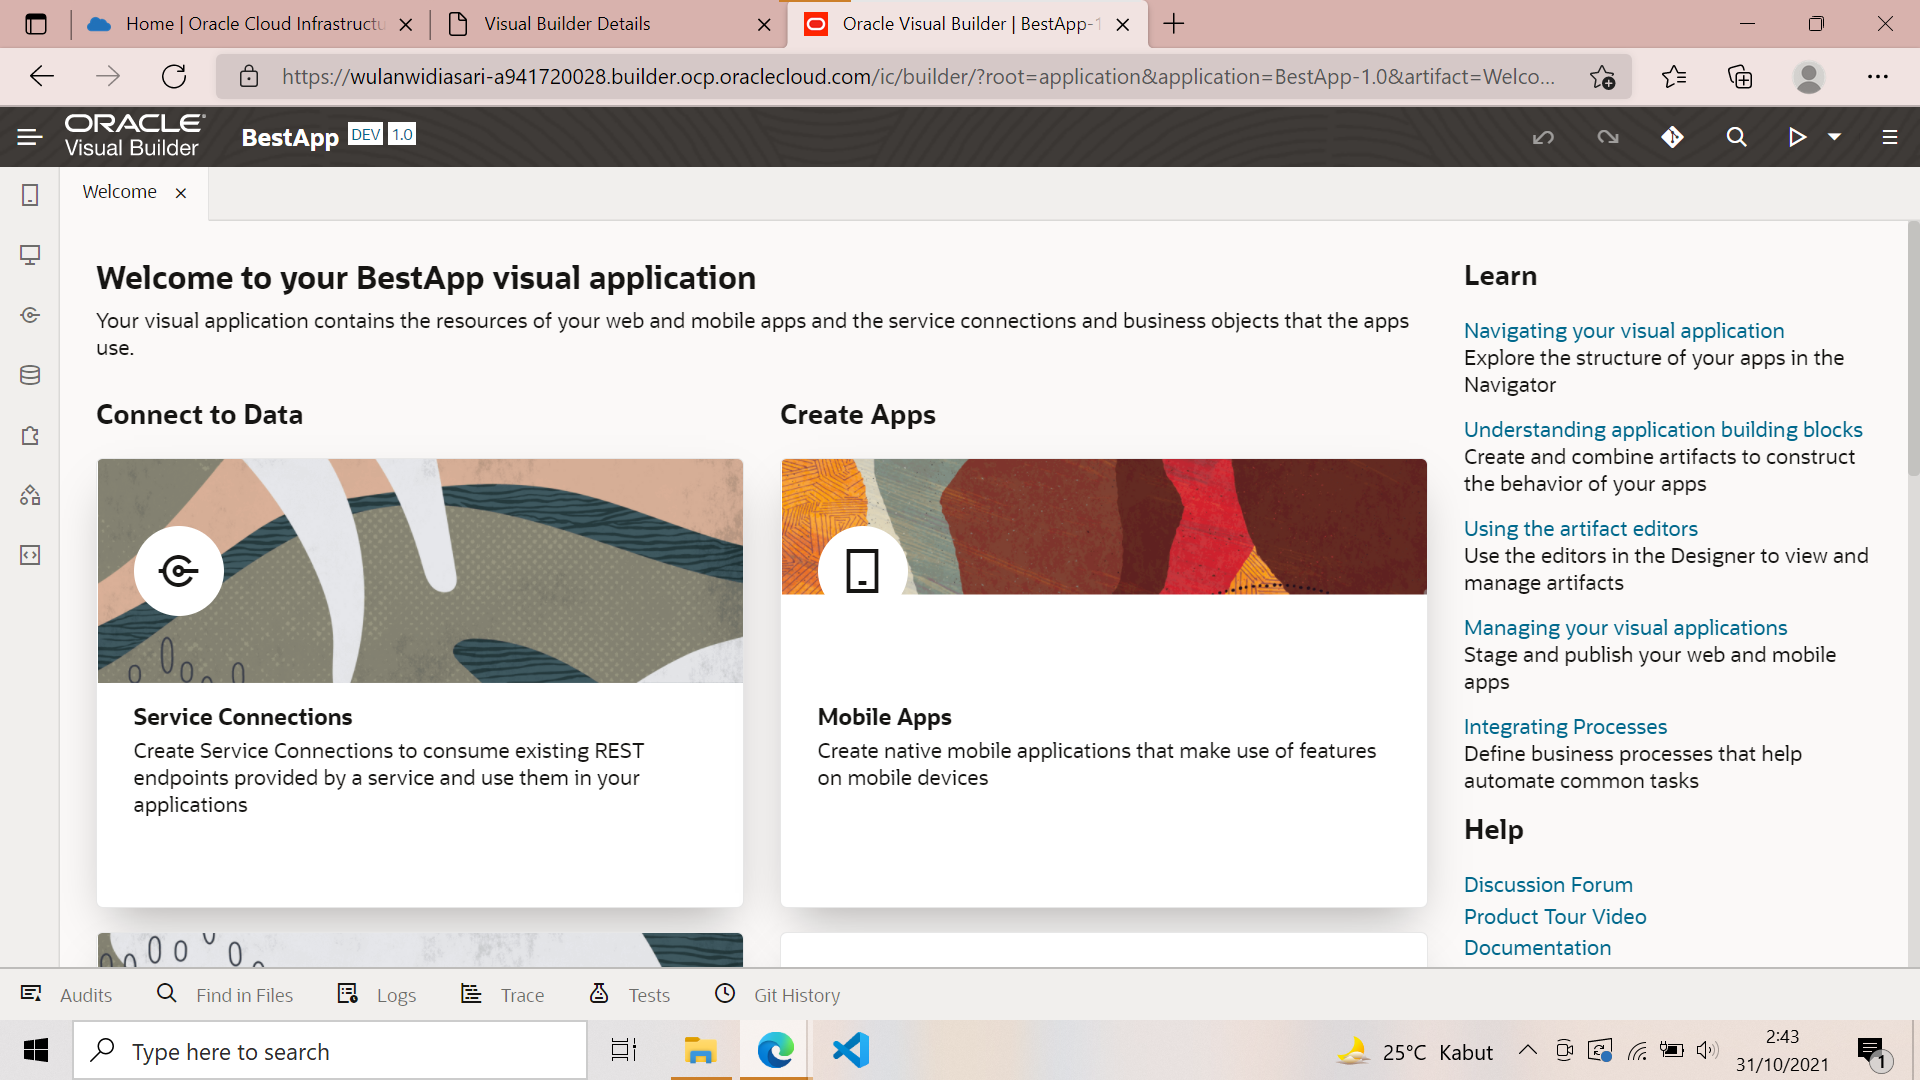 Home | Oracle Cloud Infrastructu
Visual Builder Details
Oracle Visual Builder | BestApp-1
https://wulanwidiasari-a941720028.builder.ocp.oraclecloud.com/ic/builder/?root=application&application=BestApp-1.0&artifact=Welco...
ORACLE
Visual Builder
BestApp DEV 1.0
Welcome
Welcome to your BestApp visual application
Your visual application contains the resources of your web and mobile apps and the service connections and business objects that the apps
use.
Connect to Data
Service Connections
Create Service Connections to consume existing REST
endpoints provided by a service and use them in your
applications
Create Apps
Mobile Apps
Create native mobile applications that make use of features
on mobile devices
Learn
Navigating your visual application
Explore the structure of your apps in the
Navigator
Understanding application building blocks
Create and combine artifacts to construct
the behavior of your apps
Using the artifact editors
Use the editors in the Designer to view and
manage artifacts
Managing your visual applications
Stage and publish your web and mobile
apps
Integrating Processes
Define business processes that help
automate common tasks
Help
Discussion Forum
Product Tour Video
Documentation
Audits
Find in Files
Logs
Trace
Tests
Git History
Type here to search
25°C Kabut
2:43
31/10/2021
1